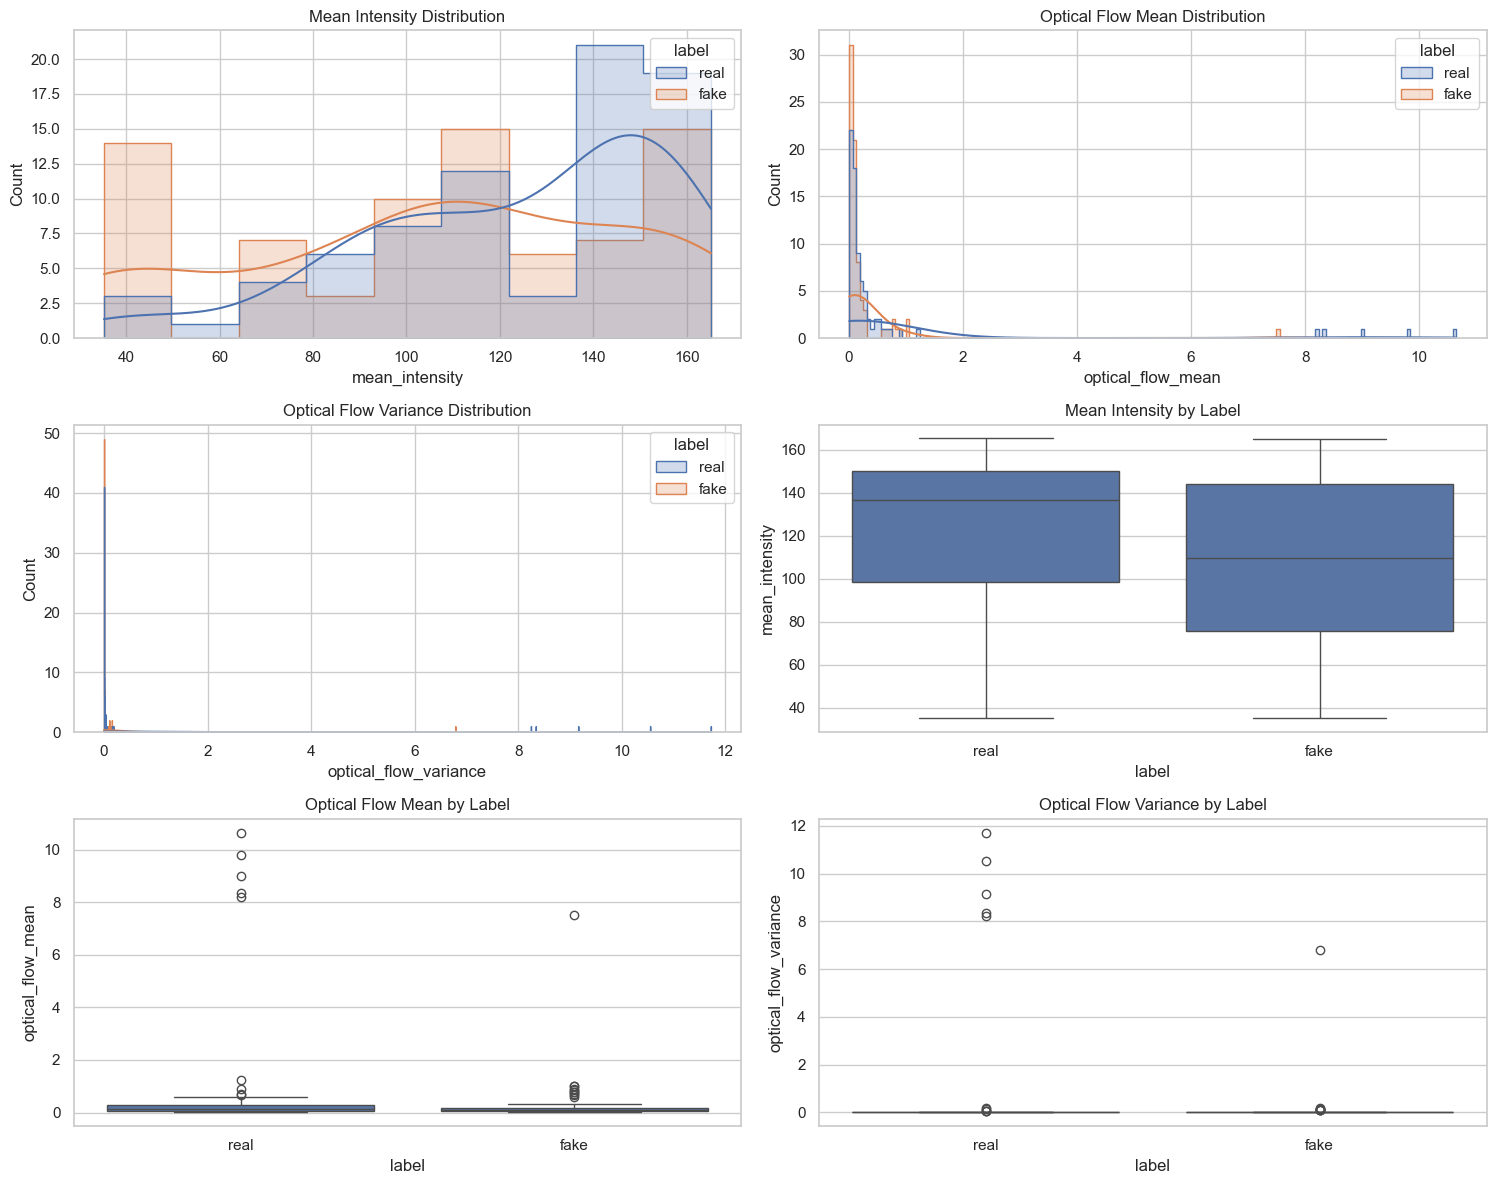 Mean Intensity Distribution
Count
20.0
17.5
15.0
12.5
10.0
7.5
5.0
2.5
0.0
40 60 80 100 120 140 160
mean_intensity
label
real
fake
Optical Flow Mean Distribution
Count
30
25
20
15
10
5
0
0 2 4 6 8 10
optical_flow_mean
label
real
fake
Optical Flow Variance Distribution
Count
50
40
30
20
10
0
0 2 4 6 8 10 12
optical_flow_variance
label
real
fake
Mean Intensity by Label
mean_intensity
160
140
120
100
80
60
40
real fake
label
Optical Flow Mean by Label
optical_flow_mean
10
8
6
4
2
0
real fake
label
Optical Flow Variance by Label
optical_flow_variance
12
10
8
6
4
2
0
real fake
label